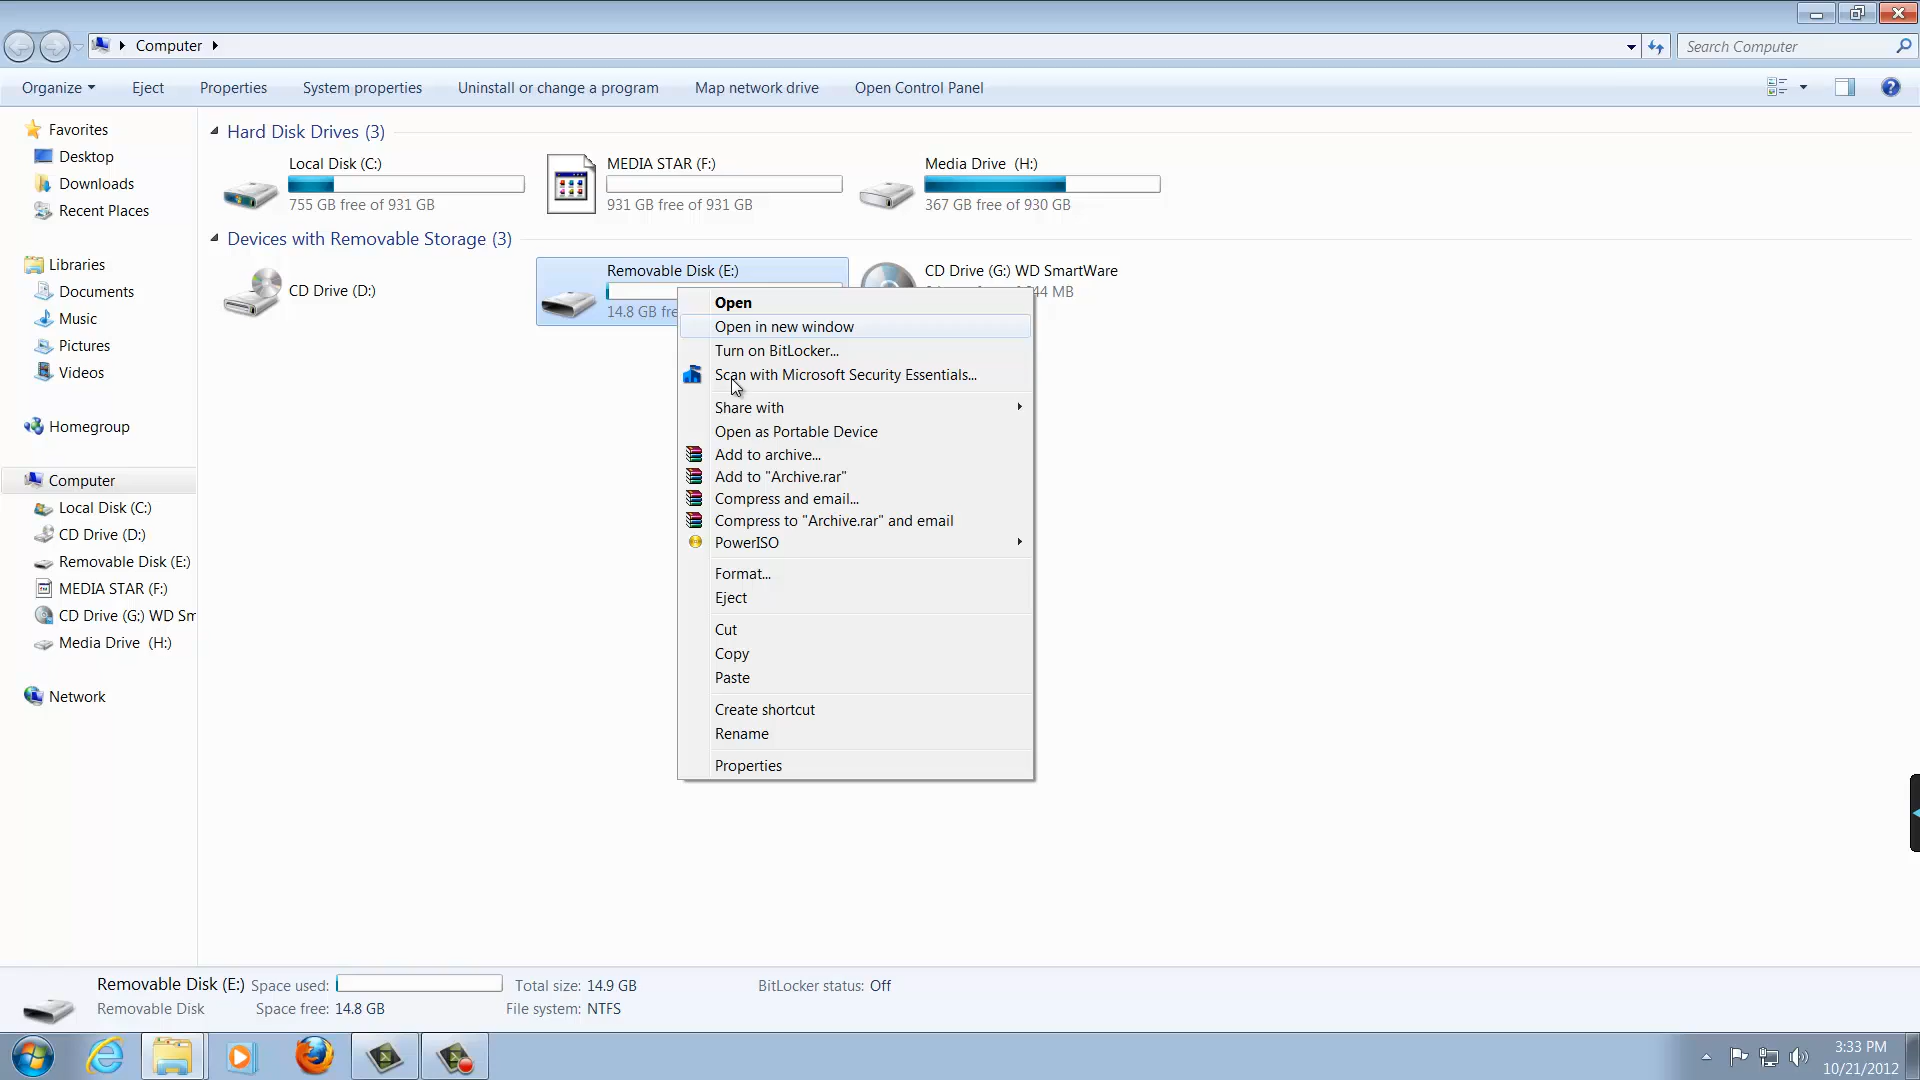 Computer
Search Computer
Organize Eject Properties System properties Uninstall or change a program Map network drive Open Control Panel
Favorites
Desktop
Downloads
Recent Places
Libraries
Documents
Music
Pictures
Videos
Homegroup
Computer
Local Disk (C:)
CD Drive (D:)
Removable Disk (E:)
MEDIA STAR (F:)
CD Drive (G:) WD Sm
Media Drive (H:)
Network
Hard Disk Drives (3)
Local Disk (C:)
755 GB free of 931 GB
MEDIA STAR (F:)
931 GB free of 931 GB
Media Drive (H:)
367 GB free of 930 GB
Devices with Removable Storage (3)
CD Drive (D:)
Removable Disk (E:)
14.8 GB fre
CD Drive (G:) WD SmartWare
MB
Open
Open in new window
Turn on BitLocker...
Scan with Microsoft Security Essentials...
Share with
Open as Portable Device
Add to archive...
Add to "Archive.rar"
Compress and email...
Compress to "Archive.rar" and email
PowerISO
Format...
Eject
Cut
Copy
Paste
Create shortcut
Rename
Properties
Removable Disk (E:) Space used: Total size: 14.9 GB BitLocker status: Off
Removable Disk Space free: 14.8 GB File system: NTFS
3:33 PM
10/21/2012